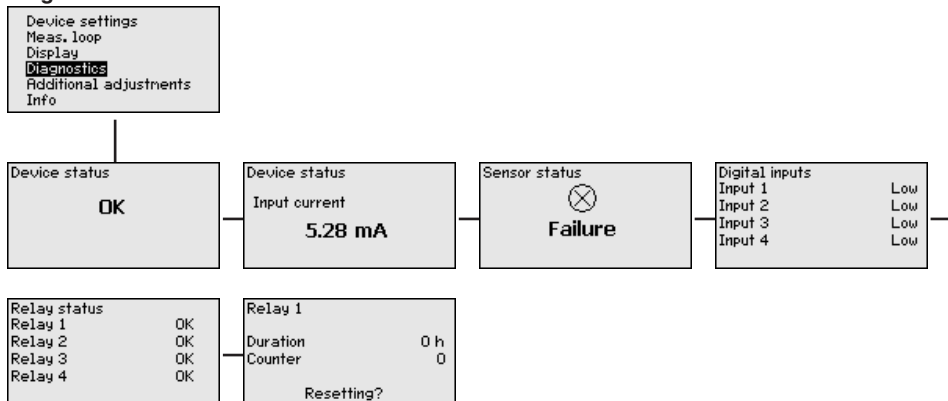 Device settings
Meas. loop
Display
Diagnostics
Additional adjustments
Info
Device status
OK
Device status
Input current
5.28 mA
Sensor status
Failure
Digital inputs
Input 1 Low
Input 2 Low
Input 3 Low
Input 4 Low
Relay status
Relay 1 OK
Relay 2 OK
Relay 3 OK
Relay 4 OK
Relay 1
Duration 0 h
Counter 0
Resetting?